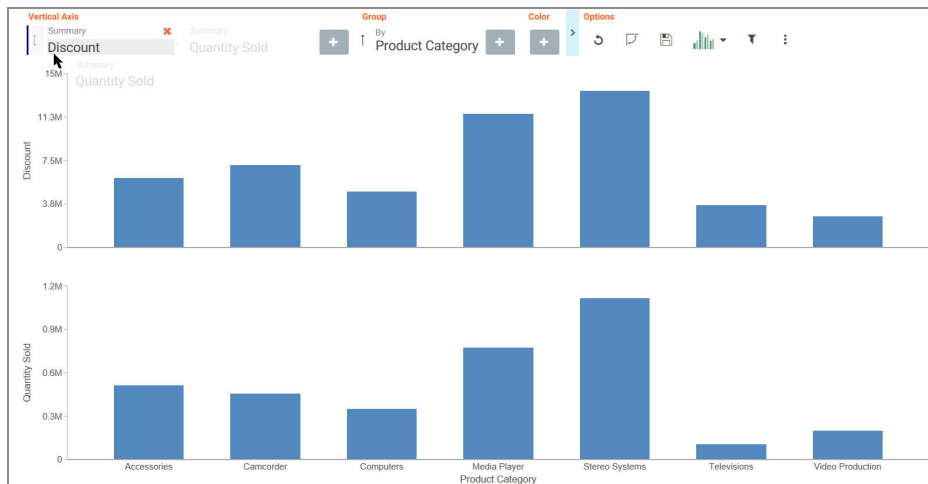 Vertical Axis Group Color Options
Summary Summary By
Discount Quantity Sold + Product Category + + >
Summary
Quantity Sold
15M
11.3M
7.5M
3.8M
0
Discount
1.2M
0.9M
0.6M
0.3M
0
Quantity Sold
Accessories Camcorder Computers Media Player Stereo Systems Televisions Video Production
Product Category